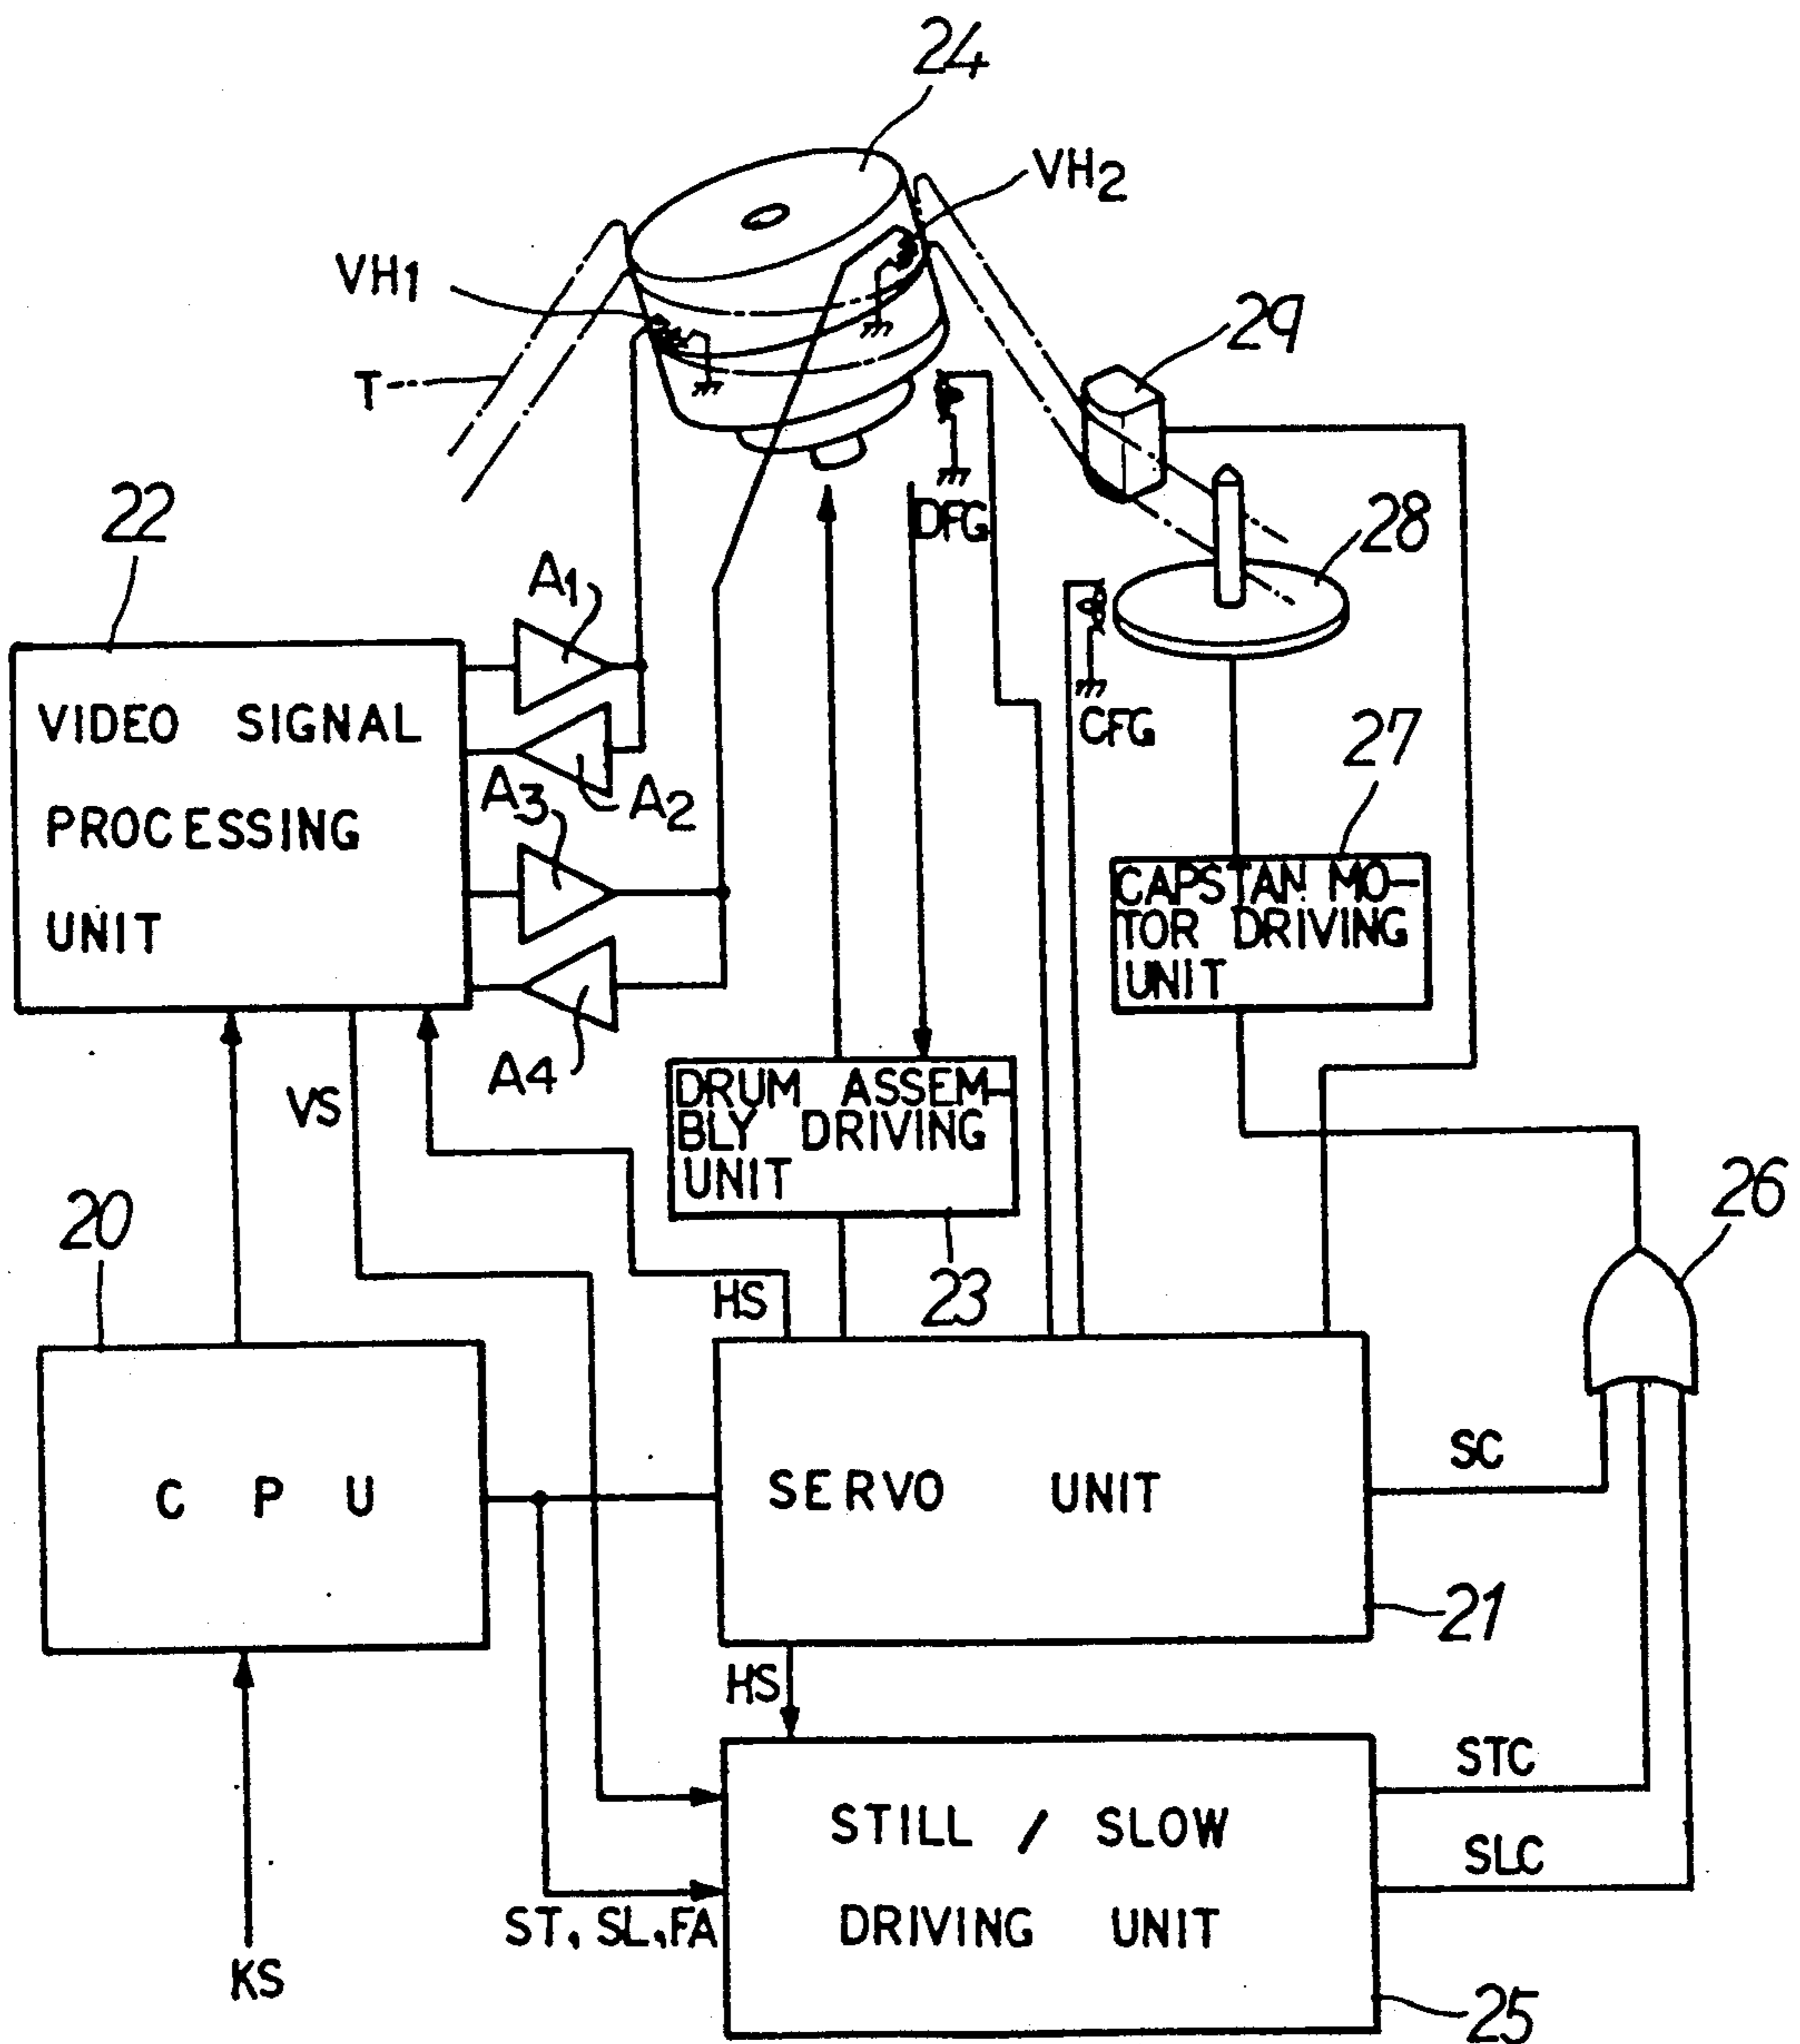 24
VH2
VH1
29
T
22
DFG
28
A1
CFG
27
VIDEO SIGNAL
PROCESSING
UNIT
A2
A3
A4
CAPSTAN MO-
TOR DRIVING
UNIT
VS
DRUM ASSEM-
BLY DRIVING
UNIT
20
26
HS
23
CPU
SERVO UNIT
SC
21
HS
STC
STILL / SLOW
DRIVING UNIT
SLC
ST, SL, FA
KS
25